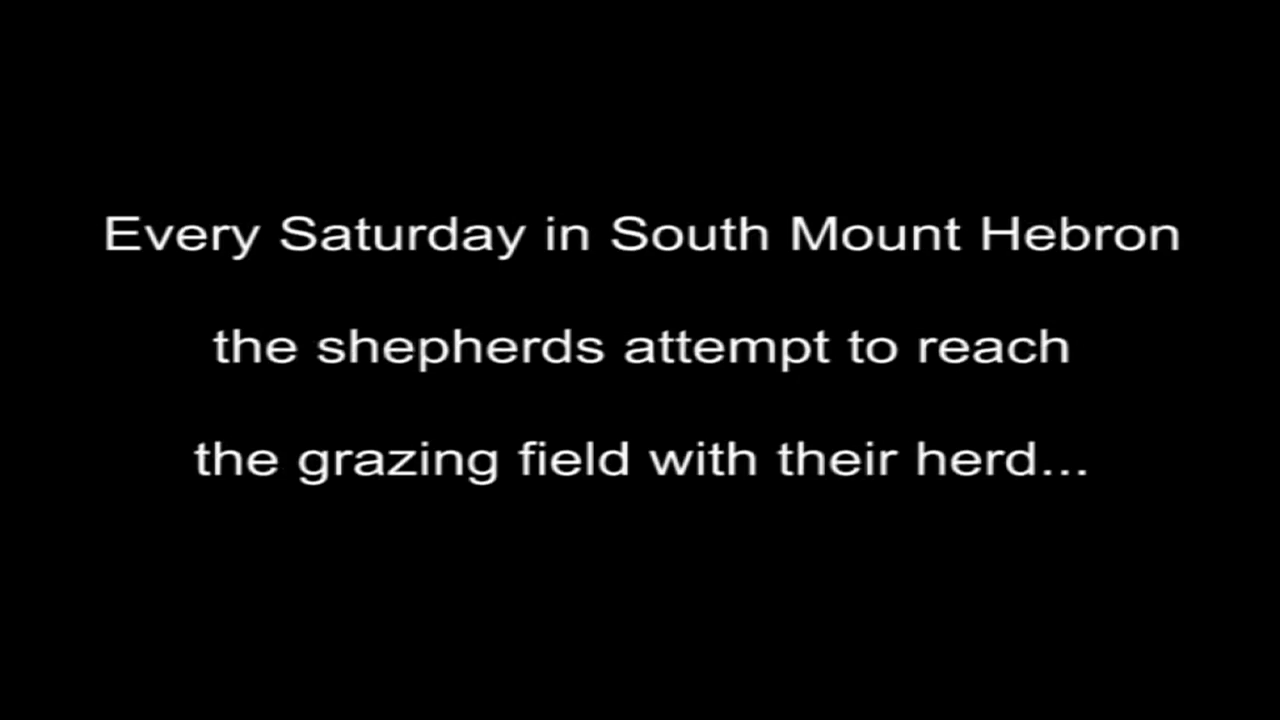 Every Saturday in South Mount Hebron
the shepherds attempt to reach
the grazing field with their herd...